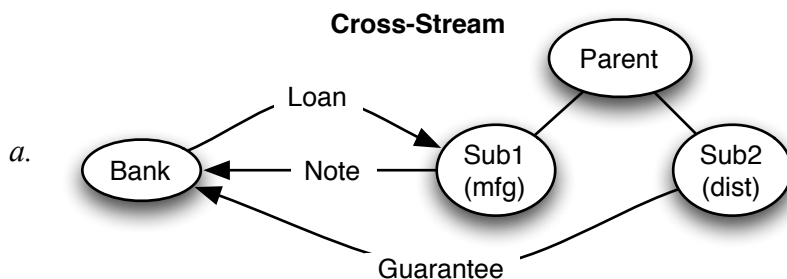 Cross-Stream
Parent
Loan
a.
Bank
Note
Sub1
(mfg)
Sub2
(dist)
Guarantee